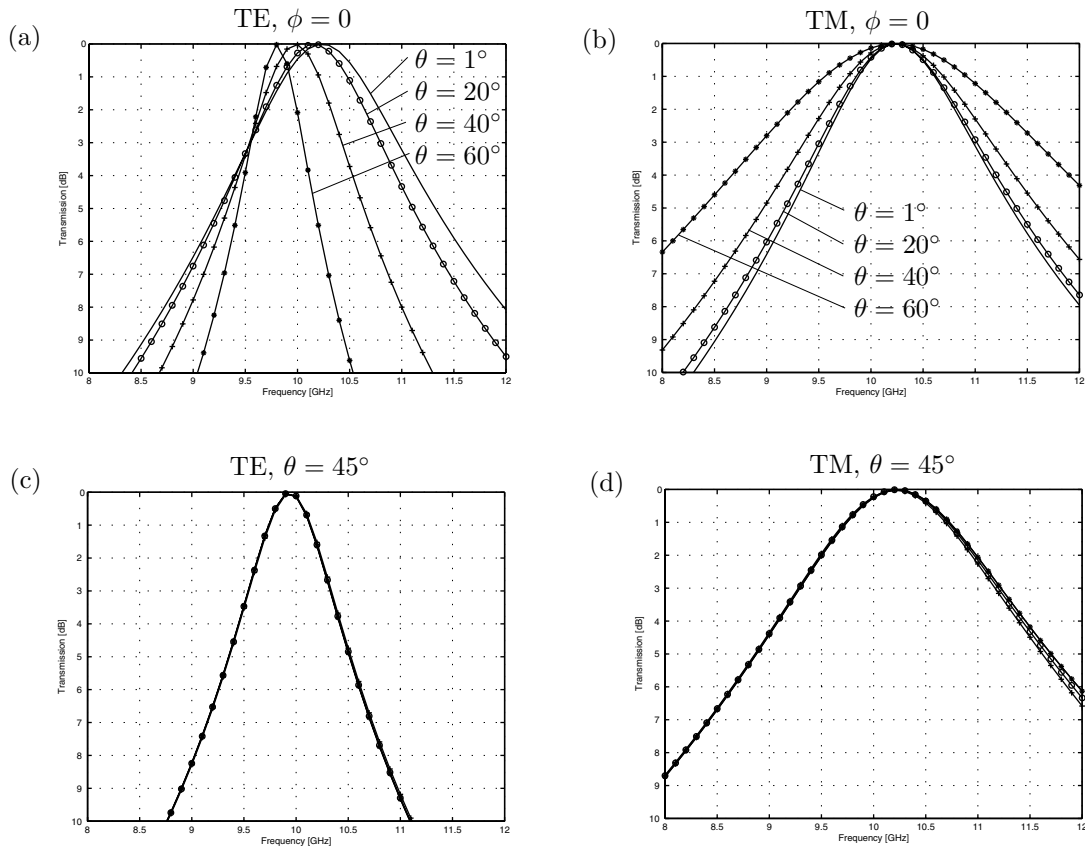 TE, ϕ = 0
(a)
0
1
2
3
4
5
6
7
8
9
10
Transmission [dB]
θ = 1°
θ = 20°
θ = 40°
θ = 60°
8 8.5 9 9.5 10 10.5 11 11.5 12
Frequency [GHz]
TM, ϕ = 0
(b)
0
1
2
3
4
5
6
7
8
9
10
Transmission [dB]
θ = 1°
θ = 20°
θ = 40°
θ = 60°
8 8.5 9 9.5 10 10.5 11 11.5 12
Frequency [GHz]
TE, θ = 45°
(c)
0
1
2
3
4
5
6
7
8
9
10
Transmission [dB]
8 8.5 9 9.5 10 10.5 11 11.5 12
Frequency [GHz]
TM, θ = 45°
(d)
0
1
2
3
4
5
6
7
8
9
10
Transmission [dB]
8 8.5 9 9.5 10 10.5 11 11.5 12
Frequency [GHz]